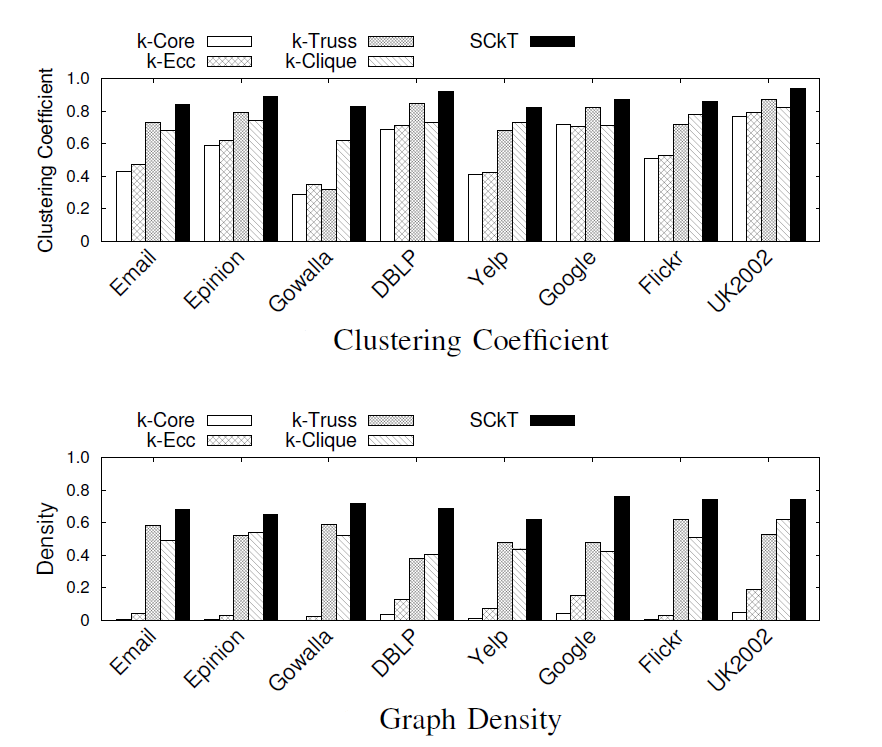 k-Core k-Truss SCkT
k-Ecc k-Clique
1.0
0.8
0.6
0.4
0.2
0
Clustering Coefficient
Email Epinion Gowalla DBLP Yelp Google Flickr UK2002
Clustering Coefficient
k-Core k-Truss SCkT
k-Ecc k-Clique
1.0
0.8
0.6
0.4
0.2
0
Density
Email Epinion Gowalla DBLP Yelp Google Flickr UK2002
Graph Density